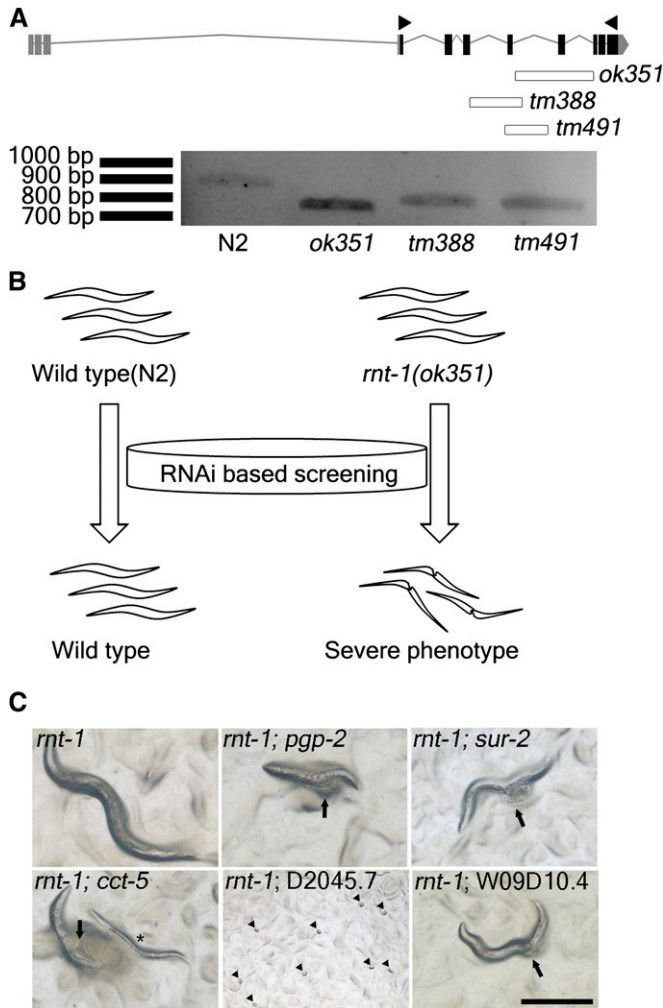 A
ok351
tm388
tm491
1000 bp
900 bp
800 bp
700 bp
N2 ok351 tm388 tm491
B
Wild type(N2) rnt-1(ok351)
RNAi based screening
Wild type Severe phenotype
C
rnt-1 rnt-1; pgp-2 rnt-1; sur-2
rnt-1; cct-5 rnt-1; D2045.7 rnt-1; W09D10.4
*